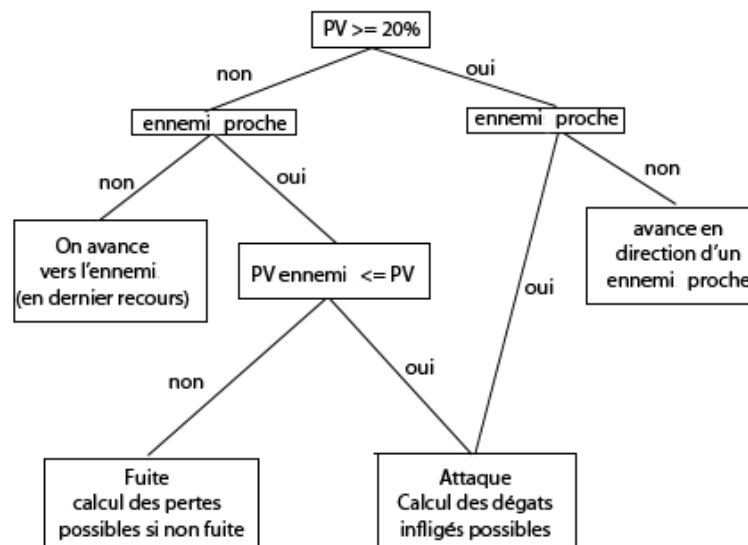 PV >= 20%
non
oui
ennemi proche
ennemi proche
non
oui
non
On avance
vers l'ennemi
(en dernier recours)
PV ennemi <= PV
oui
avance en
direction d'un
ennemi proche
non
oui
Fuite
calcul des pertes
possibles si non fuite
Attaque
Calcul des dégats
infligés possibles